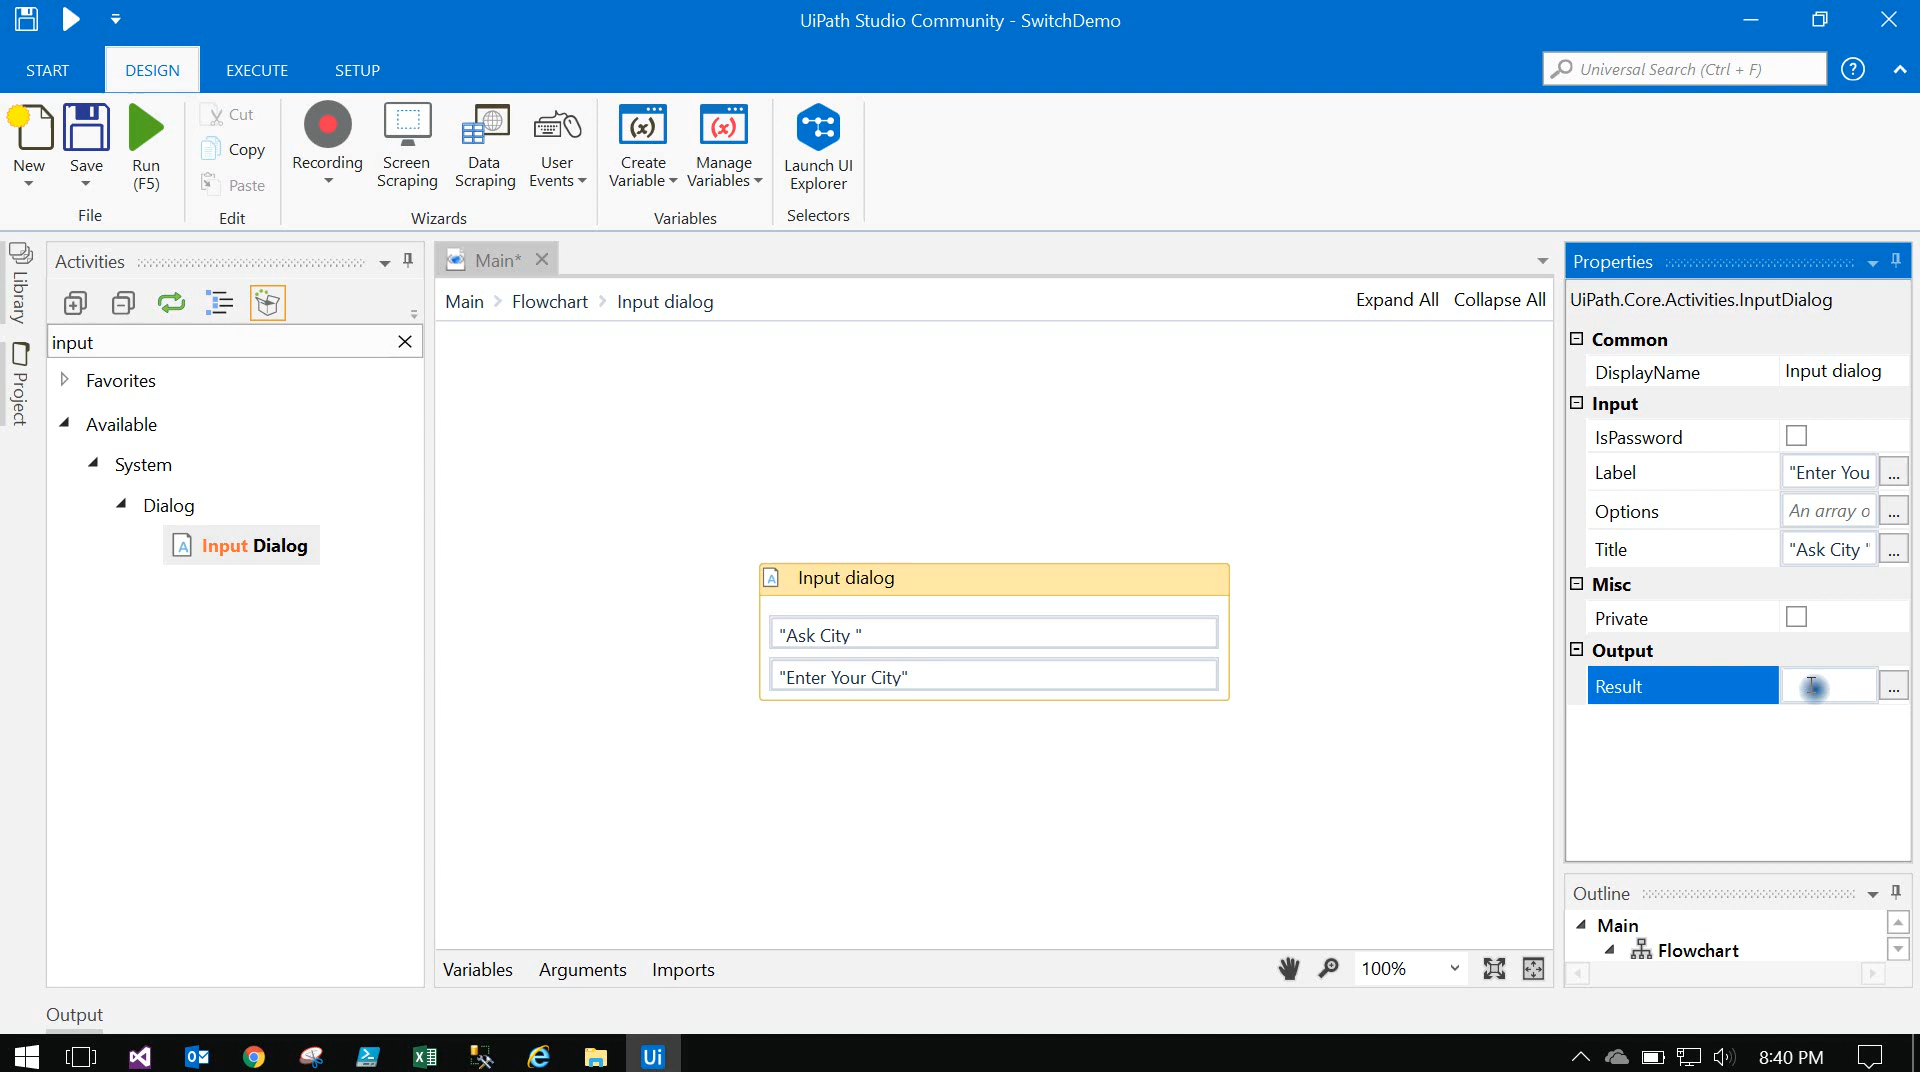 UiPath Studio Community - SwitchDemo
START DESIGN EXECUTE SETUP
Universal Search (Ctrl + F)
New
Save
Run
(F5)
File
Cut
Copy
Paste
Edit
Recording
Screen
Scraping
Data
Scraping
User
Events
Wizards
Create
Variable
Manage
Variables
Variables
Launch UI
Explorer
Selectors
Library
Project
Activities
input
Favorites
Available
System
Dialog
Input Dialog
Main*
Main Flowchart Input dialog
Expand All Collapse All
Input dialog
"Ask City "
"Enter Your City"
Variables Arguments Imports
100%
Properties
UiPath.Core.Activities.InputDialog
Common
DisplayName Input dialog
Input
IsPassword
Label "Enter You ...
Options An array o ...
Title "Ask City " ...
Misc
Private
Output
Result ...
Outline
Main
Flowchart
Output
Ui
8:40 PM